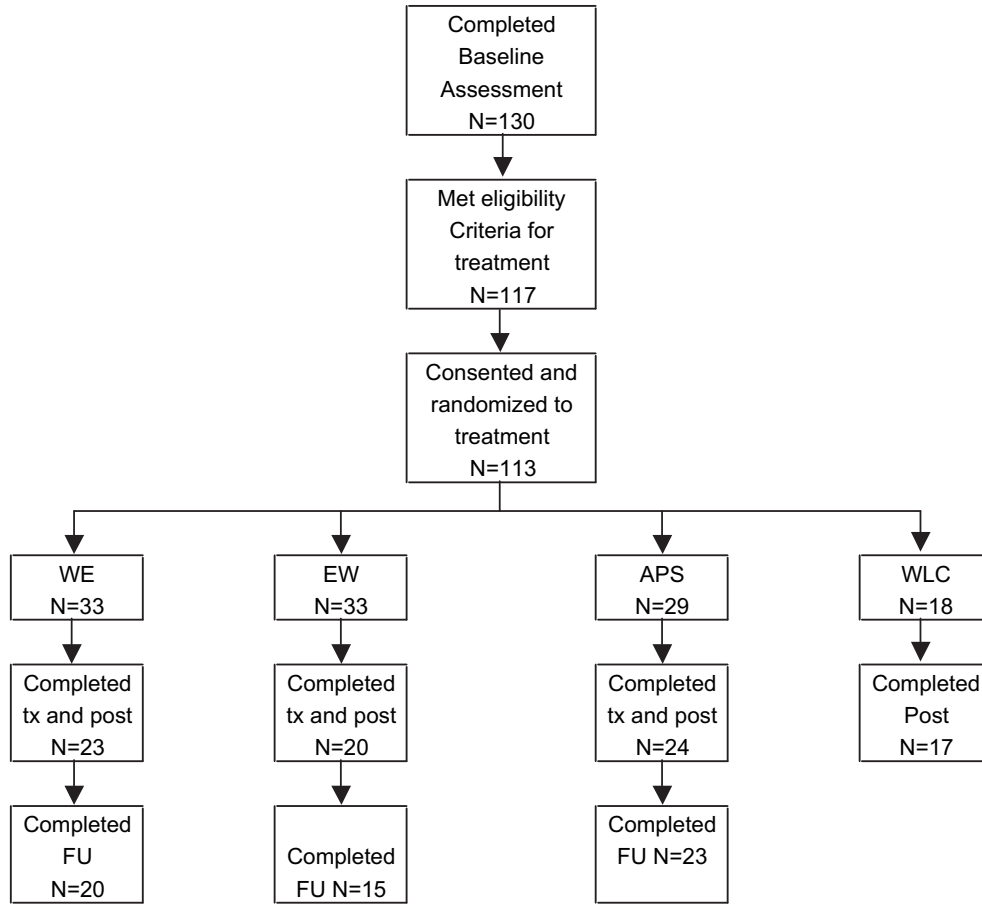 Completed
Baseline
Assessment
N=130
Met eligibility
Criteria for
treatment
N=117
Consented and
randomized to
treatment
N=113
WE
N=33
EW
N=33
APS
N=29
WLC
N=18
Completed
tx and post
N=23
Completed
tx and post
N=20
Completed
tx and post
N=24
Completed
Post
N=17
Completed
FU
N=20
Completed
FU N=15
Completed
FU N=23